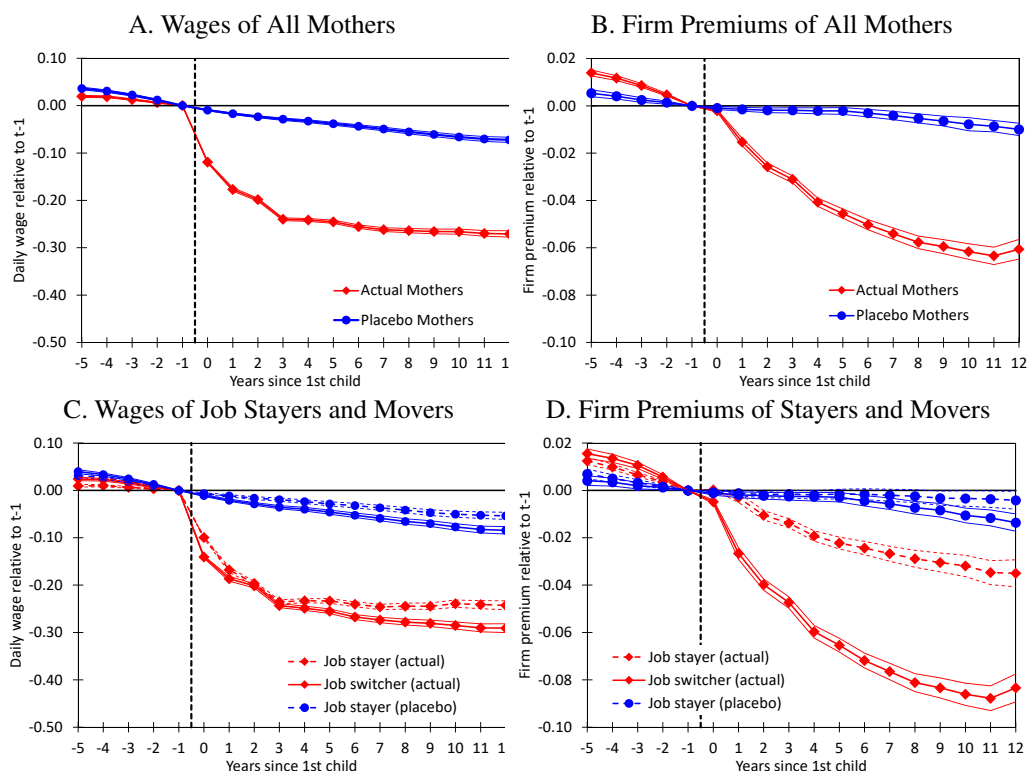 A. Wages of All Mothers
0.10
0.00
-0.10
-0.20
-0.30
-0.40
-0.50
Daily wage relative to t-1
Actual Mothers
Placebo Mothers
-5 -4 -3 -2 -1 0 1 2 3 4 5 6 7 8 9 10 11 1
Years since 1st child
B. Firm Premiums of All Mothers
0.02
0.00
-0.02
-0.04
-0.06
-0.08
-0.10
Firm premium relative to t-1
Actual Mothers
Placebo Mothers
-5 -4 -3 -2 -1 0 1 2 3 4 5 6 7 8 9 10 11 12
Years since 1st child
C. Wages of Job Stayers and Movers
0.10
0.00
-0.10
-0.20
-0.30
-0.40
-0.50
Daily wage relative to t-1
Job stayer (actual)
Job switcher (actual)
Job stayer (placebo)
-5 -4 -3 -2 -1 0 1 2 3 4 5 6 7 8 9 10 11 1
Years since 1st child
D. Firm Premiums of Stayers and Movers
0.02
0.00
-0.02
-0.04
-0.06
-0.08
-0.10
Firm premium relative to t-1
Job stayer (actual)
Job switcher (actual)
Job stayer (placebo)
-5 -4 -3 -2 -1 0 1 2 3 4 5 6 7 8 9 10 11 12
Years since 1st child